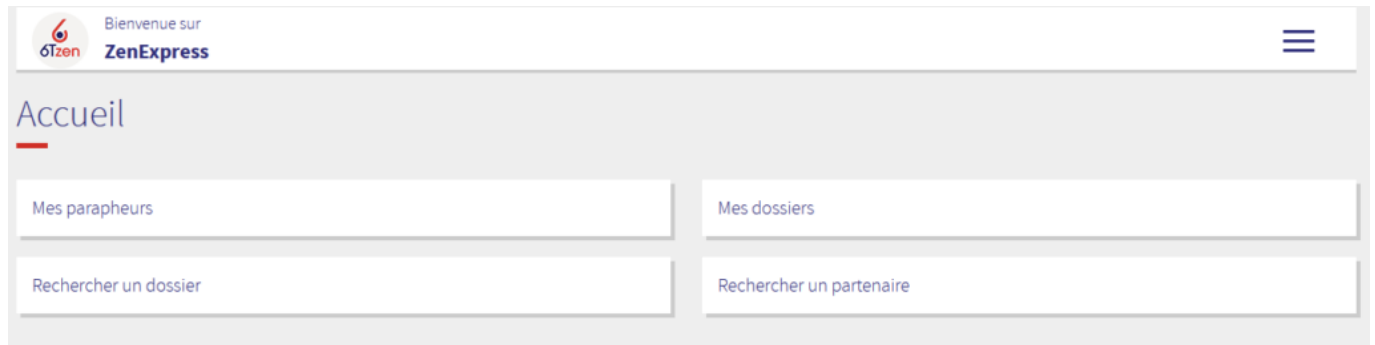 6Tzen
Bienvenue sur
ZenExpress
Accueil
Mes parapheurs
Mes dossiers
Rechercher un dossier
Rechercher un partenaire